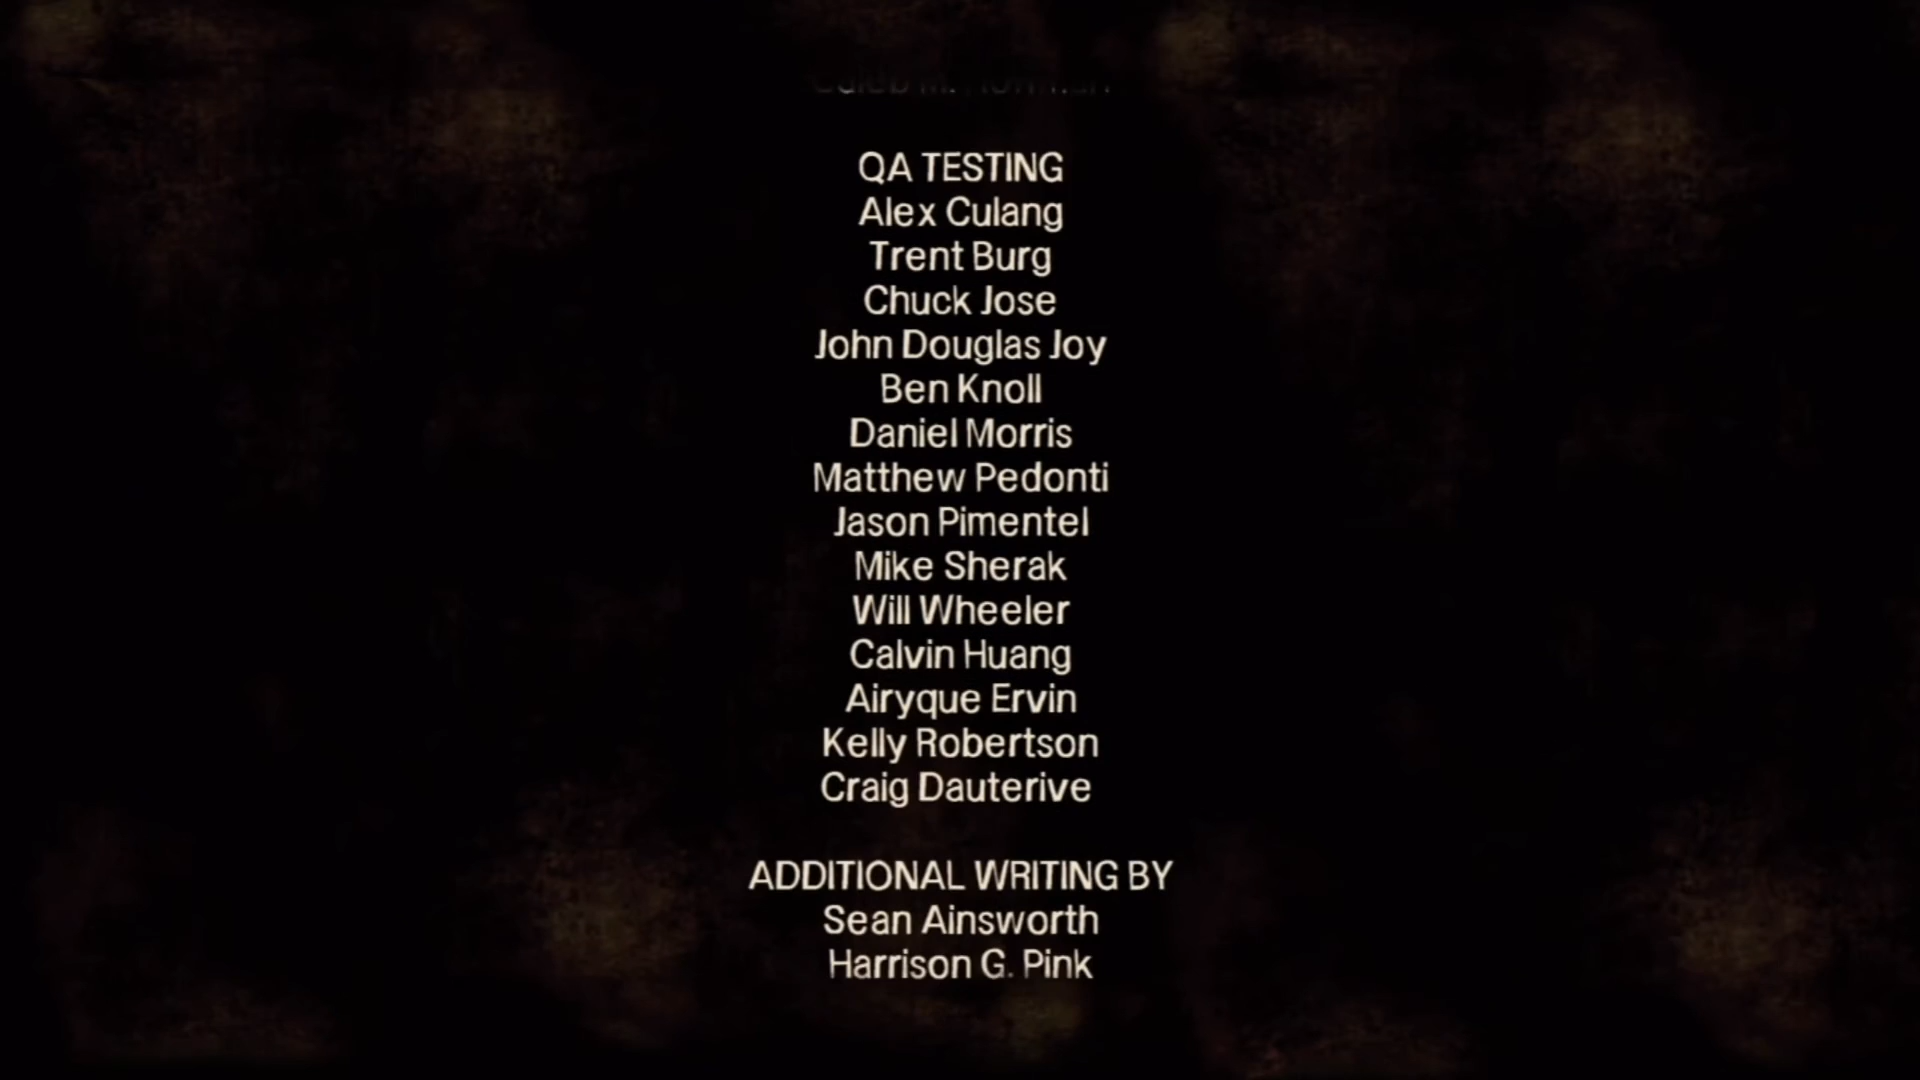 QA TESTING
Alex Culang
Trent Burg
Chuck Jose
John Douglas Joy
Ben Knoll
Daniel Morris
Matthew Pedonti
Jason Pimentel
Mike Sherak
Will Wheeler
Calvin Huang
Airyque Ervin
Kelly Robertson
Craig Dauterive
ADDITIONAL WRITING BY
Sean Ainsworth
Harrison G. Pink